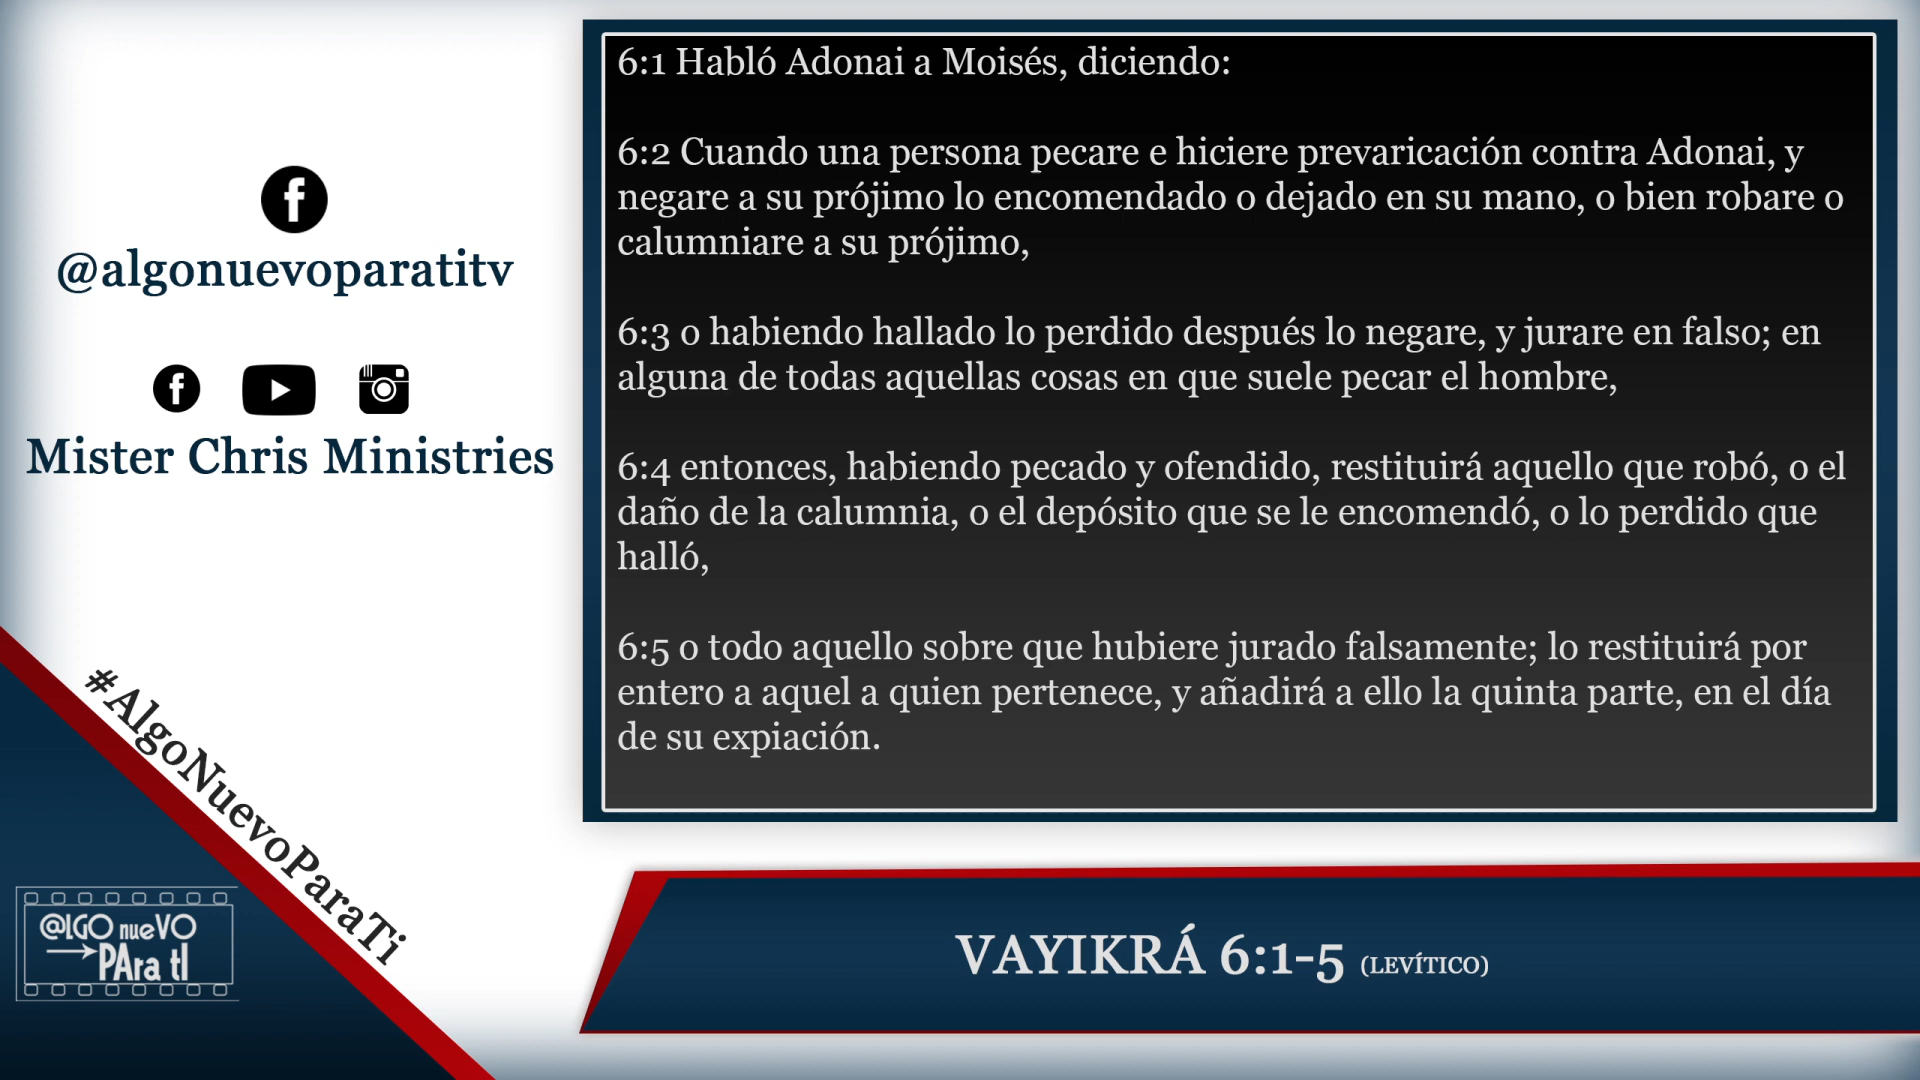 @algonuevoparatitv
Mister Chris Ministries
#AlgoNuevoParaTi
@lGO nueVO
PAra tI
6:1 Habló Adonai a Moisés, diciendo:
6:2 Cuando una persona pecare e hiciere prevaricación contra Adonai, y
negare a su prójimo lo encomendado o dejado en su mano, o bien robare o
calumniare a su prójimo,
6:3 o habiendo hallado lo perdido después lo negare, y jurare en falso; en
alguna de todas aquellas cosas en que suele pecar el hombre,
6:4 entonces, habiendo pecado y ofendido, restituirá aquello que robó, o el
daño de la calumnia, o el depósito que se le encomendó, o lo perdido que
halló,
6:5 o todo aquello sobre que hubiere jurado falsamente; lo restituirá por
entero a aquel a quien pertenece, y añadirá a ello la quinta parte, en el día
de su expiación.
VAYIKRÁ 6:1-5 (LEVÍTICO)